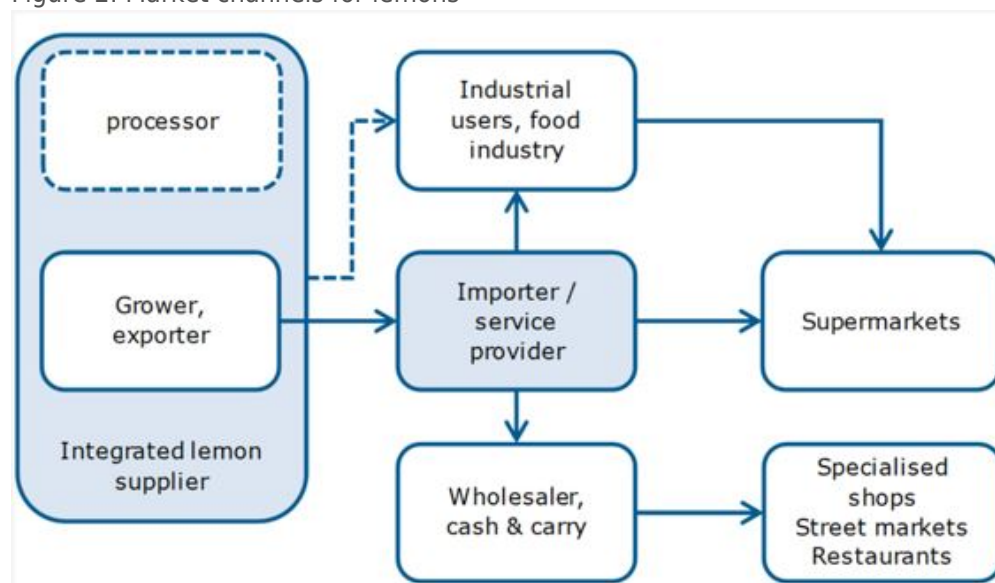 Figure 2: Market channels for lemons
processor
Industrial
users, food
industry
Grower,
exporter
Importer /
service
provider
Supermarkets
Integrated lemon
supplier
Wholesaler,
cash & carry
Specialised
shops
Street markets
Restaurants